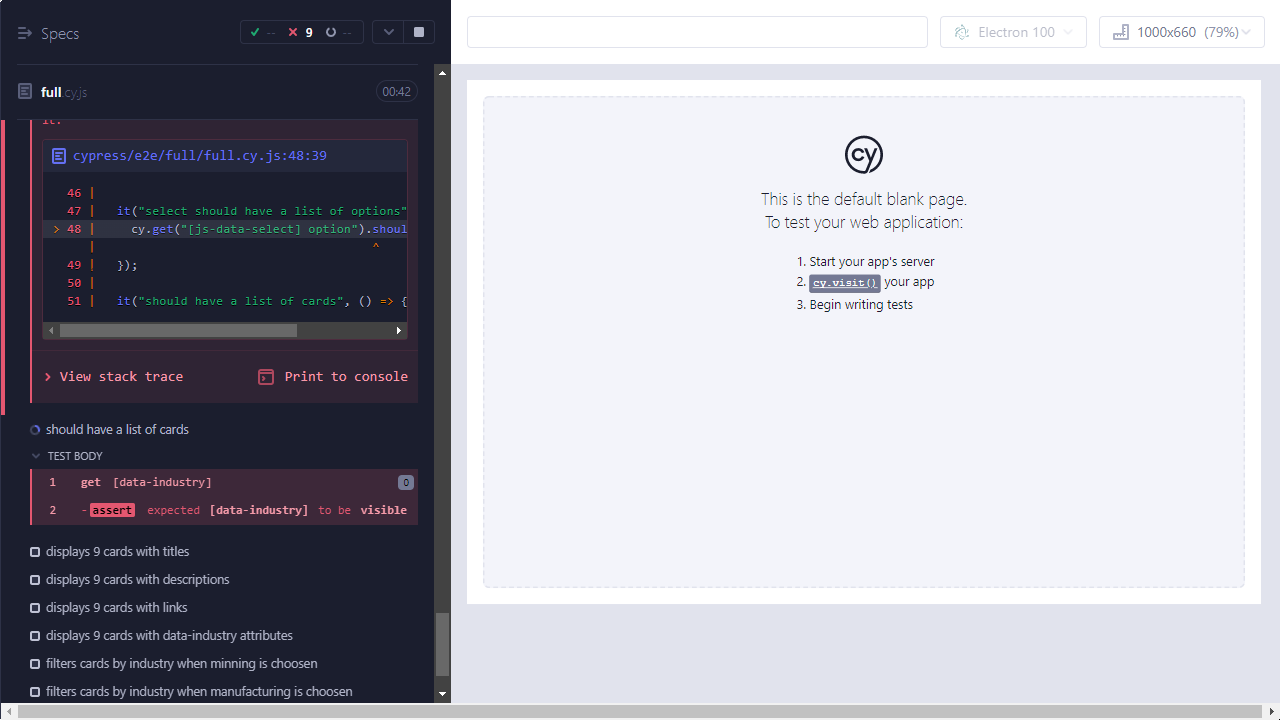 Specs
-- 9 --
full.cy.js
00:42
it.
cypress/e2e/full/full.cy.js:48:39
46 |
47 | it("select should have a list of options"
> 48 | cy.get("[js-data-select] option").shoul
| ^
49 | });
50 |
51 | it("should have a list of cards", () => {
View stack trace
Print to console
should have a list of cards
TEST BODY
1 get [data-industry] 0
2 -assert expected [data-industry] to be visible
displays 9 cards with titles
displays 9 cards with descriptions
displays 9 cards with links
displays 9 cards with data-industry attributes
filters cards by industry when minning is choosen
filters cards by industry when manufacturing is choosen
Electron 100
1000x660 (79%)
cy
This is the default blank page.
To test your web application:
1. Start your app's server
2. cy.visit() your app
3. Begin writing tests